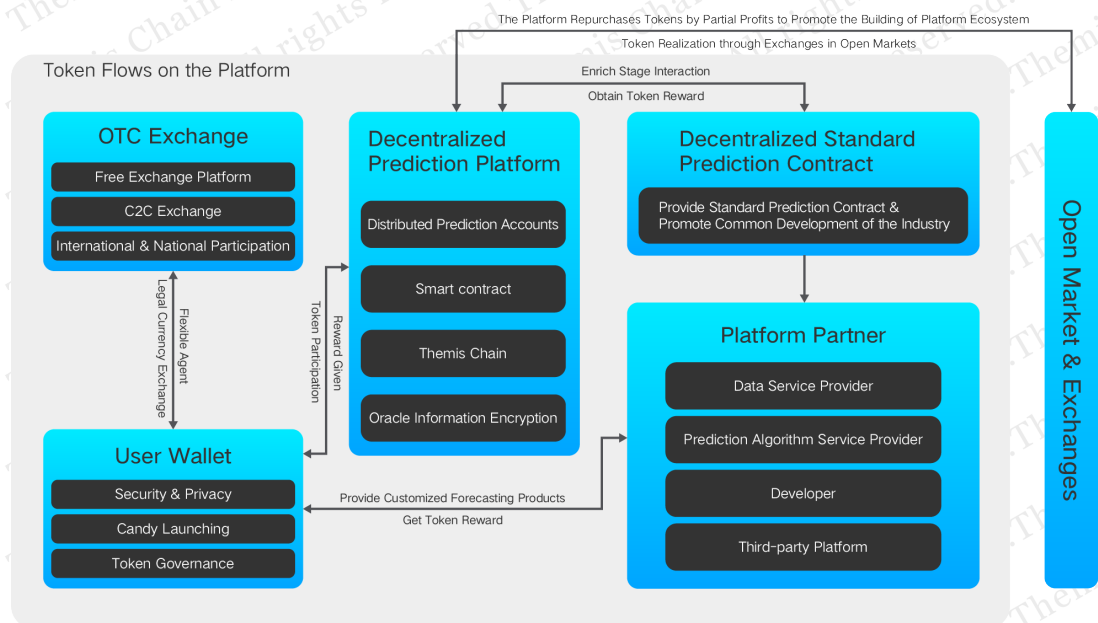 The Platform Repurchases Tokens by Partial Profits to Promote the Building of Platform Ecosystem
Token Realization through Exchanges in Open Markets
Token Flows on the Platform
Enrich Stage Interaction
Obtain Token Reward
OTC Exchange
Free Exchange Platform
C2C Exchange
International & National Participation
Decentralized
Prediction Platform
Distributed Prediction Accounts
Smart contract
Themis Chain
Oracle Information Encryption
Decentralized Standard
Prediction Contract
Provide Standard Prediction Contract &
Promote Common Development of the Industry
Open Market & Exchanges
Flexible Agent
Legal Currency Exchange
Reward Given
Token Participation
Platform Partner
Data Service Provider
Prediction Algorithm Service Provider
Developer
Third-party Platform
User Wallet
Security & Privacy
Candy Launching
Token Governance
Provide Customized Forecasting Products
Get Token Reward